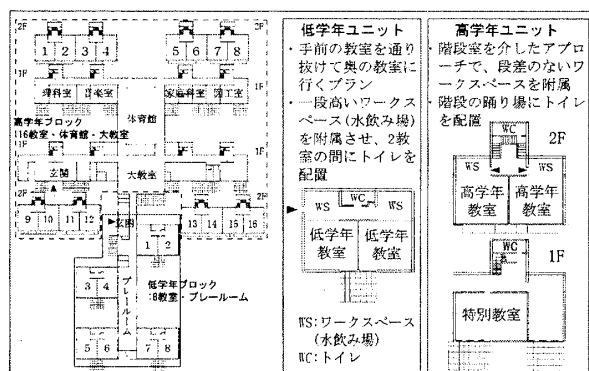 2F
2F
1
2
3
4
5
6
7
8
1F
1F
理科室
音楽室
体育館
家庭科室
図工室
高学年ブロック
(16教室・体育館・大教室)
1F
1F
玄関
大教室
2F
2F
9
10
11
12
玄関
13
14
15
16
1
2
3
4
低学年ブロック
:8教室・プレールーム
プレールーム
5
6
7
8
低学年ユニット
・手前の教室を通り
抜けて奥の教室に
行くプラン
・一段高いワークス
ペース(水飲み場)
を附属させ、2教
室の間にトイレを
配置
WS
WC
WS
低学年
教室
低学年
教室
WS:ワークスペース
(水飲み場)
WC:トイレ
高学年ユニット
・階段室を介したアプロ
ーチで、段差のないワ
ークスペースを附属
・階段の踊り場にトイレ
を配置
2F
WC
WS
WS
高学年
教室
高学年
教室
1F
WC
特別教室